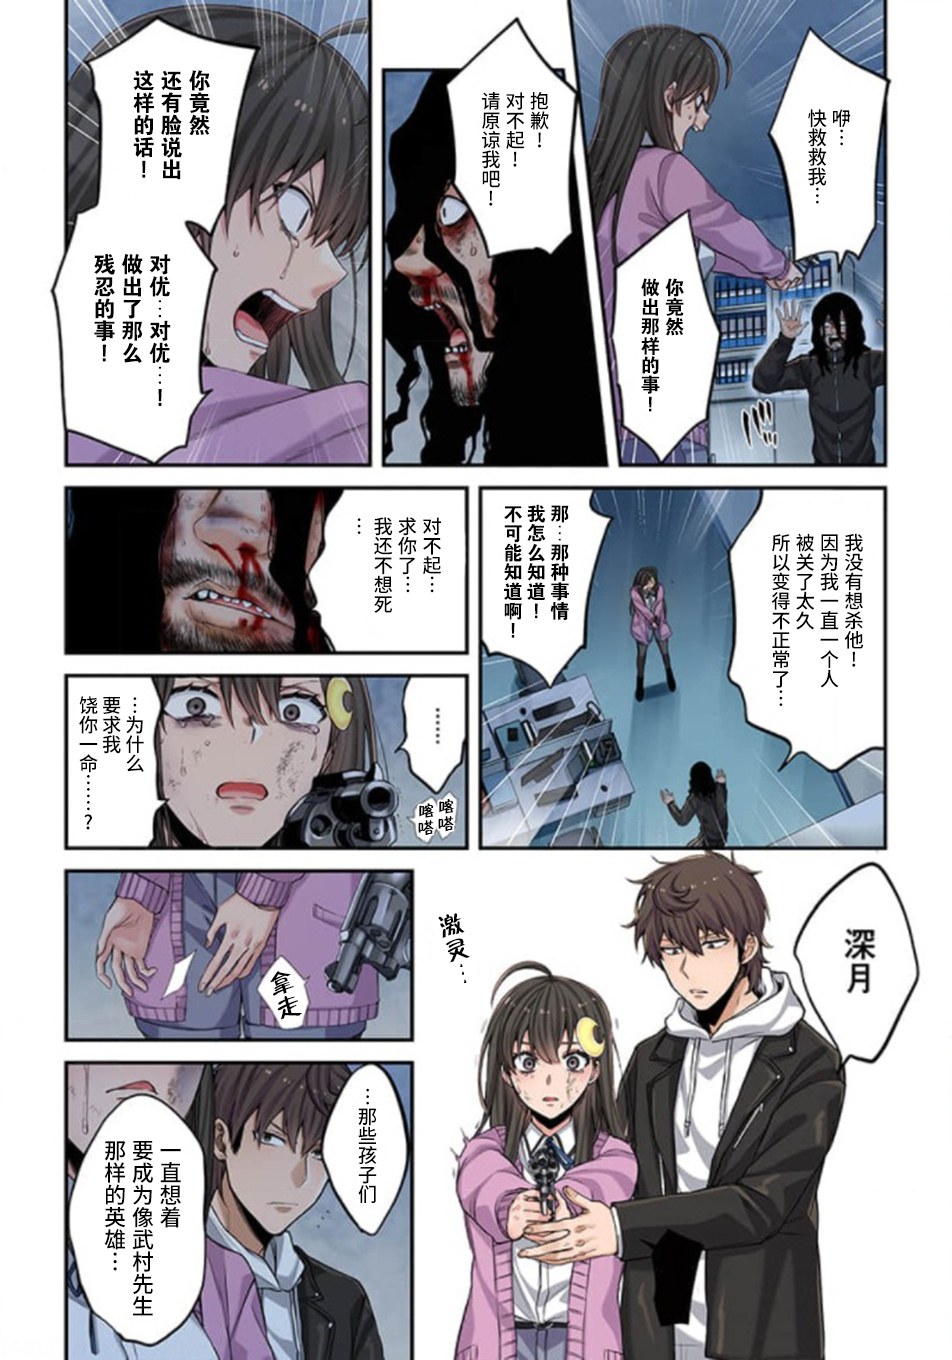 咿…
快救救我…
你竟然
做出那样的事！
抱歉！
对不起！
请原谅我吧！
你竟然
还有脸说出
这样的话！
对优…对优…！
做出了那么
残忍的事！
我没有想杀他！
因为我一直一个人
被关了太久
所以变得不正常了…
那…那种事情
我怎么知道！
不可能知道啊！
对不起…
求你了…
我还不想死
…
……
喀嗒
喀嗒
…为什么
要求我
饶你一命……？
深月
激灵…
拿走
…那些孩子们
一直想着
要成为像武村先生
那样的英雄…